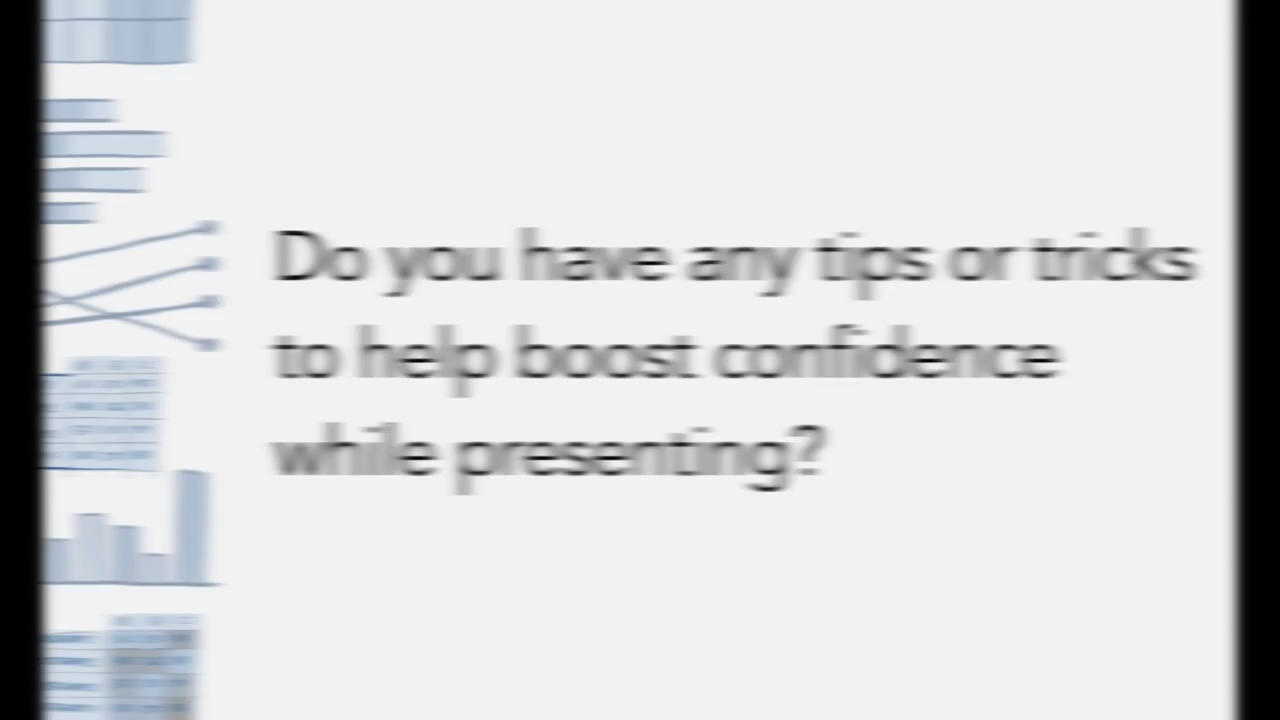 Do you have any tips or tricks
to help boost confidence
while presenting?